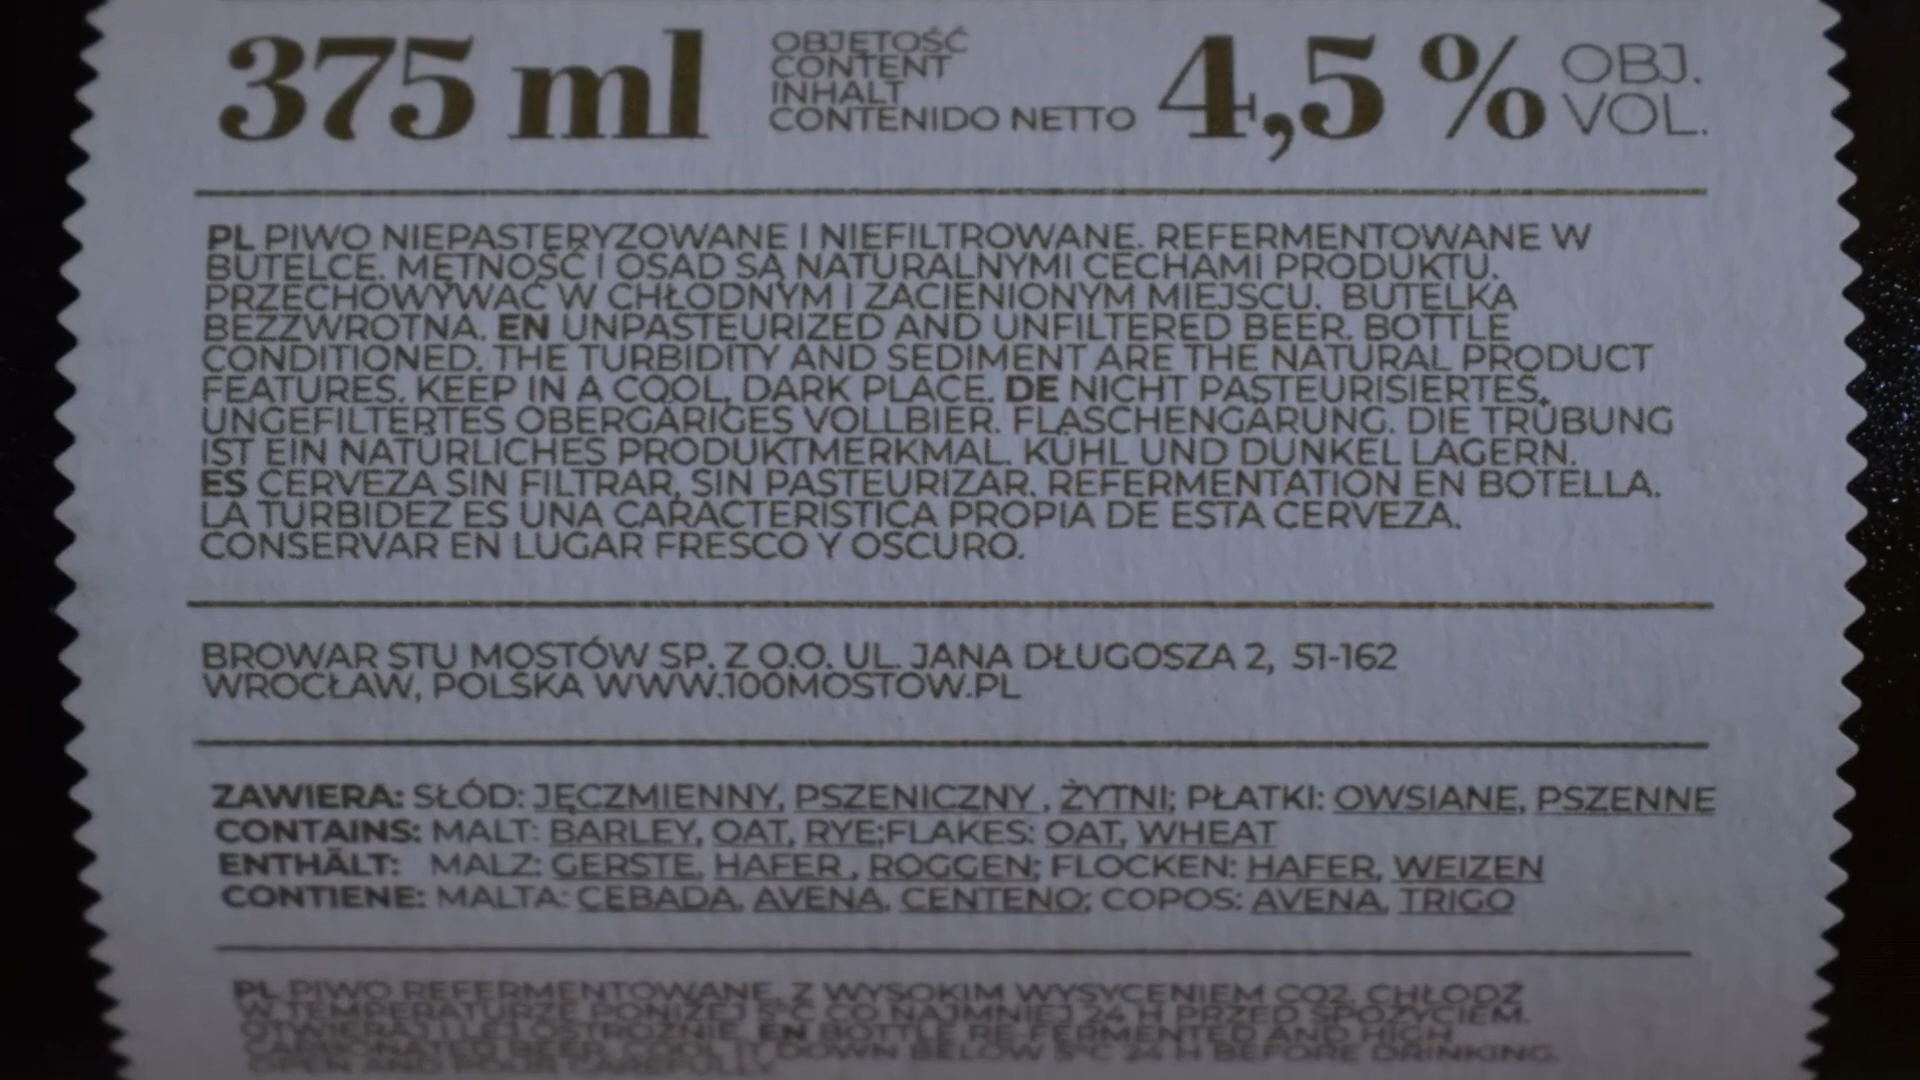 375 ml
OBJĘTOŚĆ
CONTENT
INHALT
CONTENIDO NETTO
4,5 % OBJ.
VOL.
PL PIWO NIEPASTERYZOWANE I NIEFILTROWANE. REFERMENTOWANE W
BUTELCE. MĘTNOŚĆ I OSAD SĄ NATURALNYMI CECHAMI PRODUKTU.
PRZECHOWYWAĆ W CHŁODNYM I ZACIENIONYM MIEJSCU. BUTELKA
BEZZWROTNA. EN UNPASTEURIZED AND UNFILTERED BEER. BOTTLE
CONDITIONED. THE TURBIDITY AND SEDIMENT ARE THE NATURAL PRODUCT
FEATURES. KEEP IN A COOL, DARK PLACE. DE NICHT PASTEURISIERTES,
UNGEFILTERTES OBERGÄRIGES VOLLBIER. FLASCHENGÄRUNG. DIE TRÜBUNG
IST EIN NATÜRLICHES PRODUKTMERKMAL. KÜHL UND DUNKEL LAGERN.
ES CERVEZA SIN FILTRAR, SIN PASTEURIZAR. REFERMENTATION EN BOTELLA.
LA TURBIDEZ ES UNA CARACTERISTICA PROPIA DE ESTA CERVEZA.
CONSERVAR EN LUGAR FRESCO Y OSCURO.
BROWAR STU MOSTÓW SP. Z O.O. UL. JANA DŁUGOSZA 2, 51-162
WROCŁAW, POLSKA WWW.100MOSTOW.PL
ZAWIERA: SŁÓD: JĘCZMIENNY, PSZENICZNY, ŻYTNI; PŁATKI: OWSIANE, PSZENNE
CONTAINS: MALT: BARLEY, OAT, RYE;FLAKES: OAT, WHEAT
ENTHÄLT: MALZ: GERSTE, HAFER, ROGGEN; FLOCKEN: HAFER, WEIZEN
CONTIENE: MALTA: CEBADA, AVENA, CENTENO; COPOS: AVENA, TRIGO
PL PIWO REFERMENTOWANE, Z WYSOKIM WYSYCENIEM CO2. CHŁODŹ
W TEMPERATURZE PONIŻEJ 5°C CO NAJMNIEJ 24 H PRZED SPOŻYCIEM.
OTWIERAJ I LEJ OSTROŻNIE. EN BOTTLE RE-FERMENTED AND HIGH
DOWN BELOW 5°C 24 H BEFORE DRINKING.
OPEN AND POUR CAREFULLY